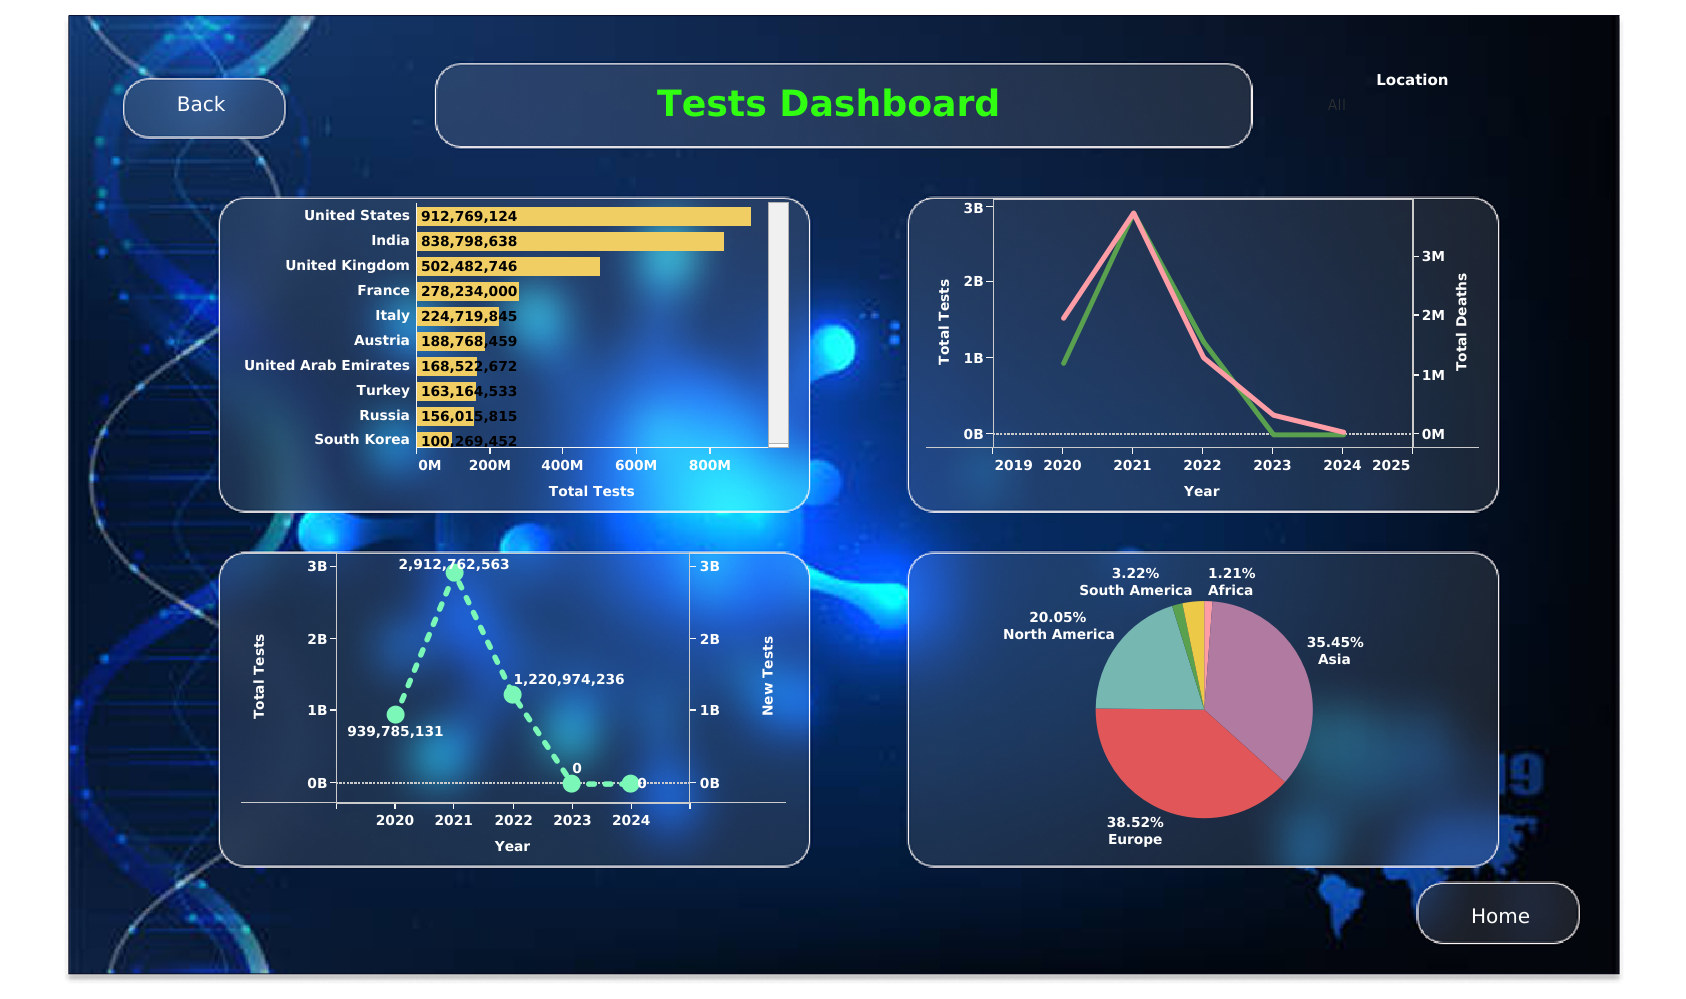 Back
Tests Dashboard
Location
All
United States 912,769,124
India 838,798,638
United Kingdom 502,482,746
France 278,234,000
Italy 224,719,845
Austria 188,768,459
United Arab Emirates 168,522,672
Turkey 163,164,533
Russia 156,015,815
South Korea 100,269,452
0M 200M 400M 600M 800M
Total Tests
3B
2B
1B
0B
Total Tests
3M
2M
1M
0M
Total Deaths
2019 2020 2021 2022 2023 2024 2025
Year
3B
2B
1B
0B
Total Tests
2,912,762,563
1,220,974,236
939,785,131
0
0
3B
2B
1B
0B
New Tests
2020 2021 2022 2023 2024
Year
3.22%
South America
1.21%
Africa
20.05%
North America
35.45%
Asia
38.52%
Europe
19
Home